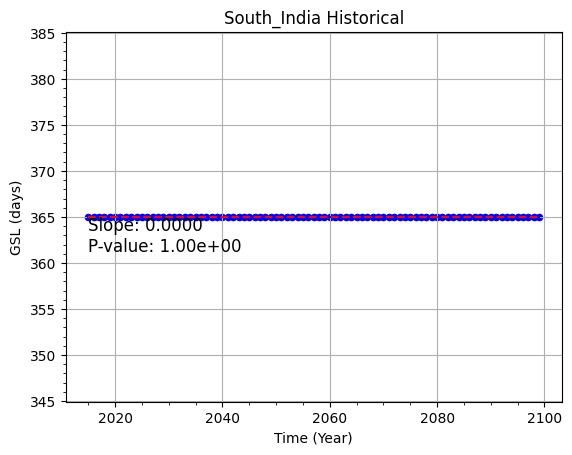 South_India Historical
385
380
375
370
365
360
355
350
345
GSL (days)
Slope: 0.0000
P-value: 1.00e+00
2020 2040 2060 2080 2100
Time (Year)